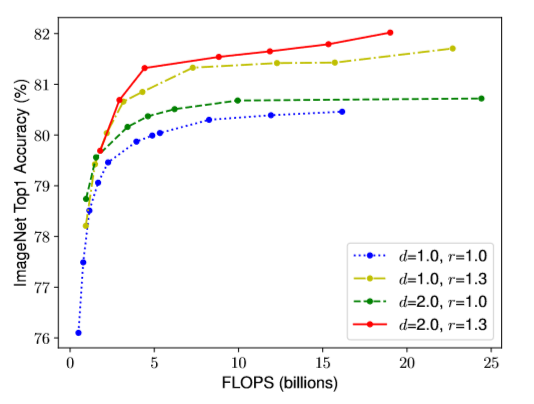 82
81
80
79
78
77
76
ImageNet Top1 Accuracy (%)
d=1.0, r=1.0
d=1.0, r=1.3
d=2.0, r=1.0
d=2.0, r=1.3
0 5 10 15 20 25
FLOPS (billions)